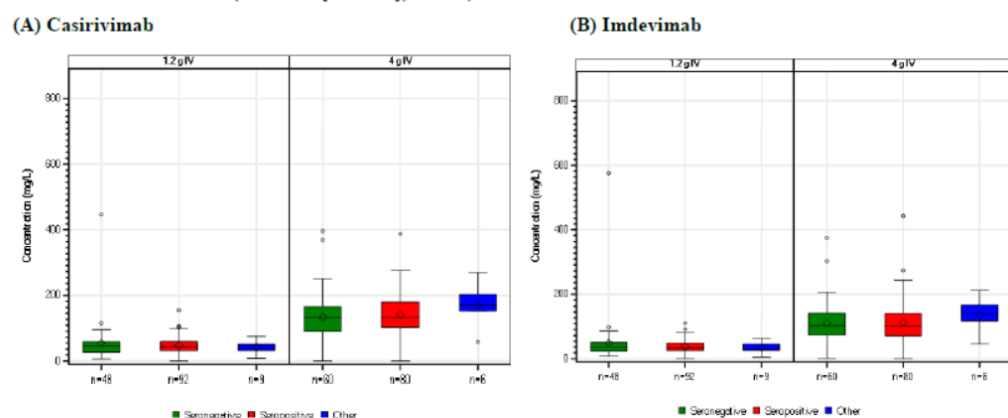 (A) Casirivimab
(B) Imdevimab
1.2 g IV
4 g IV
1.2 g IV
4 g IV
Concentration (mg/L)
800
600
400
200
0
n=48
n=92
n=9
n=60
n=80
n=6
Concentration (mg/L)
800
600
400
200
0
n=48
n=92
n=9
n=60
n=80
n=6
Seronegative Seropositive Other
Seronegative Seropositive Other